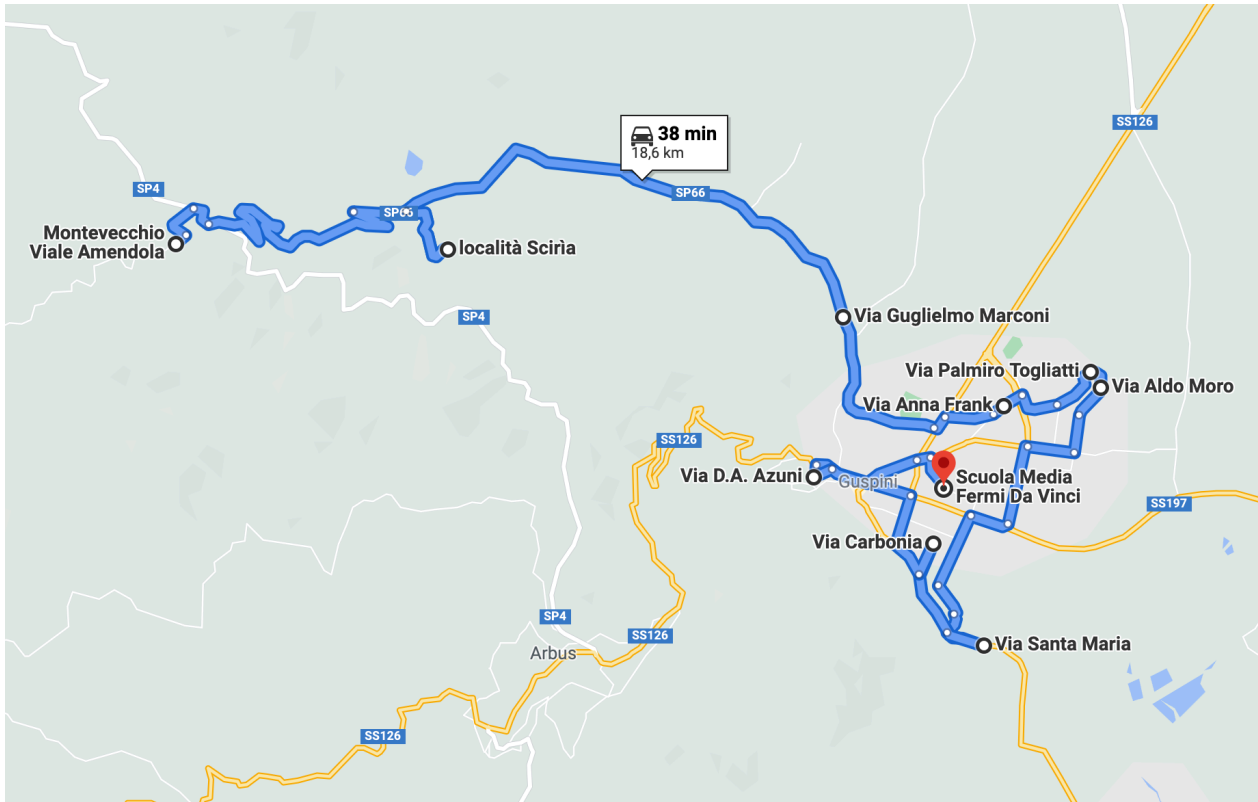 SS126
38 min
18,6 km
SP4
SP66
SP66
Montevecchio
Viale Amendola
località Scirìa
SP4
Via Guglielmo Marconi
Via Palmiro Togliatti
Via Aldo Moro
Via Anna Frank
SS126
Via D.A. Azuni
Guspini
Scuola Media
Fermi Da Vinci
SS197
Via Carbonia
SP4
SS126
Arbus
Via Santa Maria
SS126